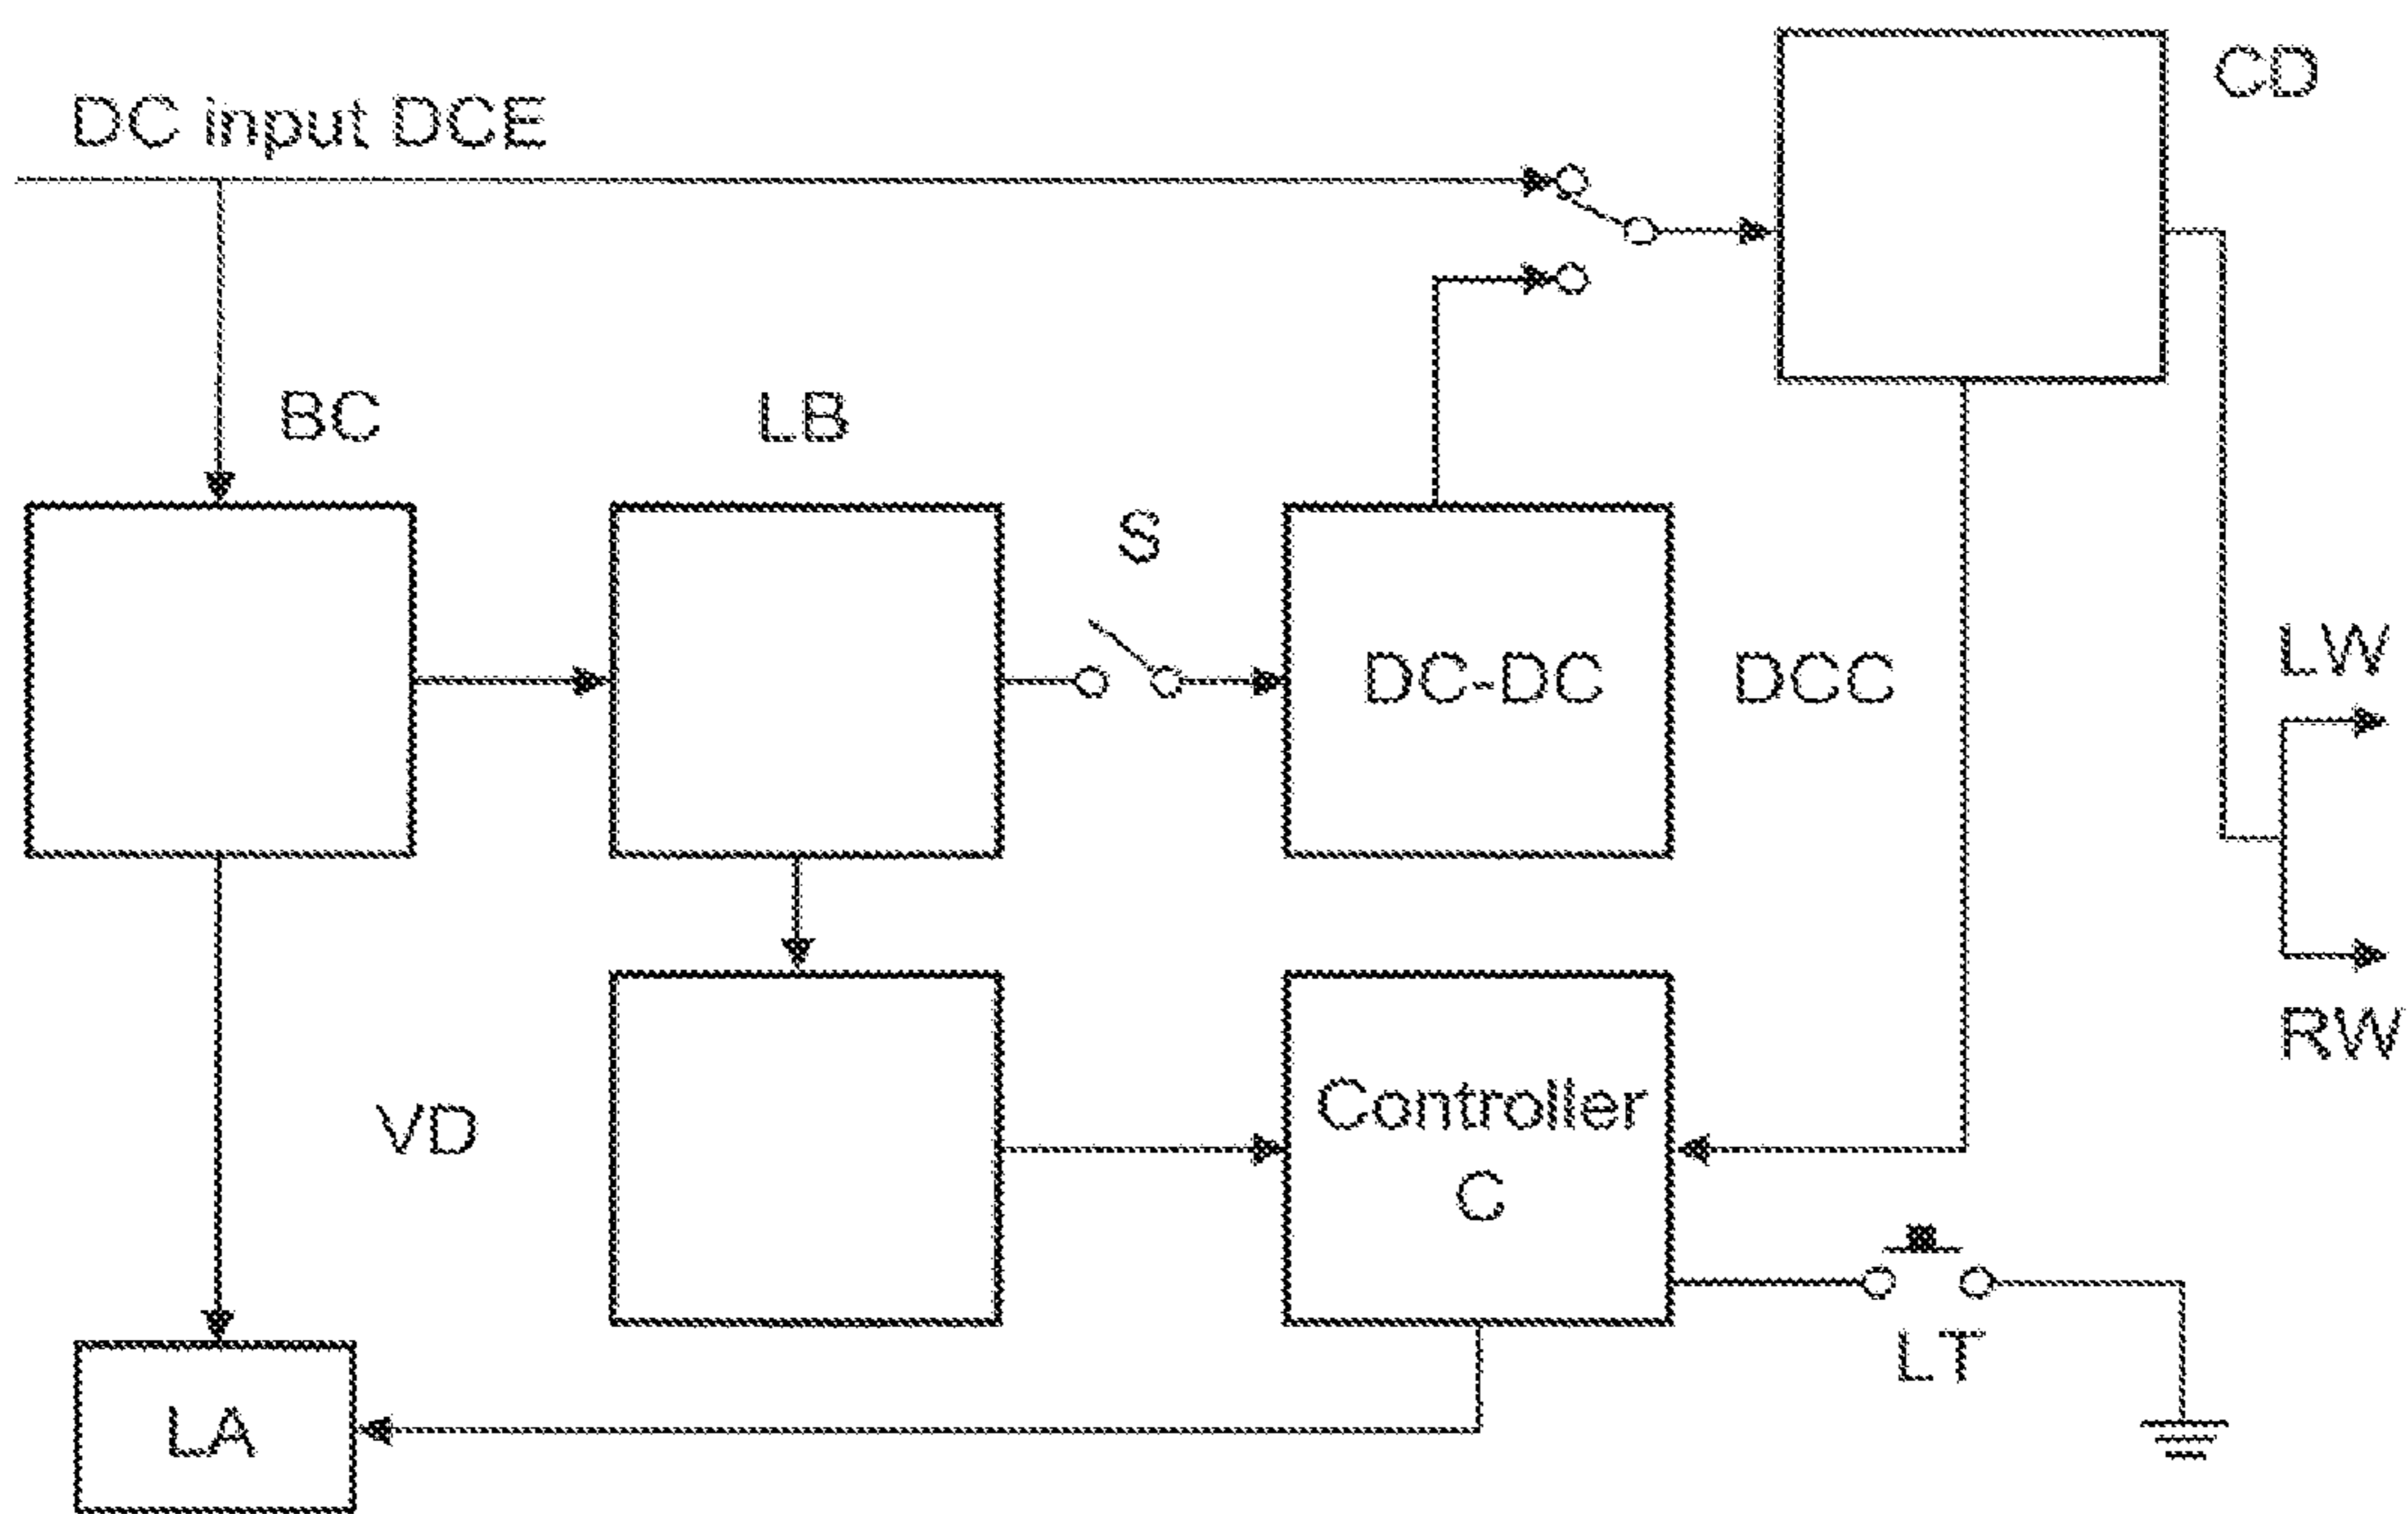 CD
DC input DCE
BC
LB
S
DC-DC
DCC
LW
RW
VD
Controller
C
LT
LA